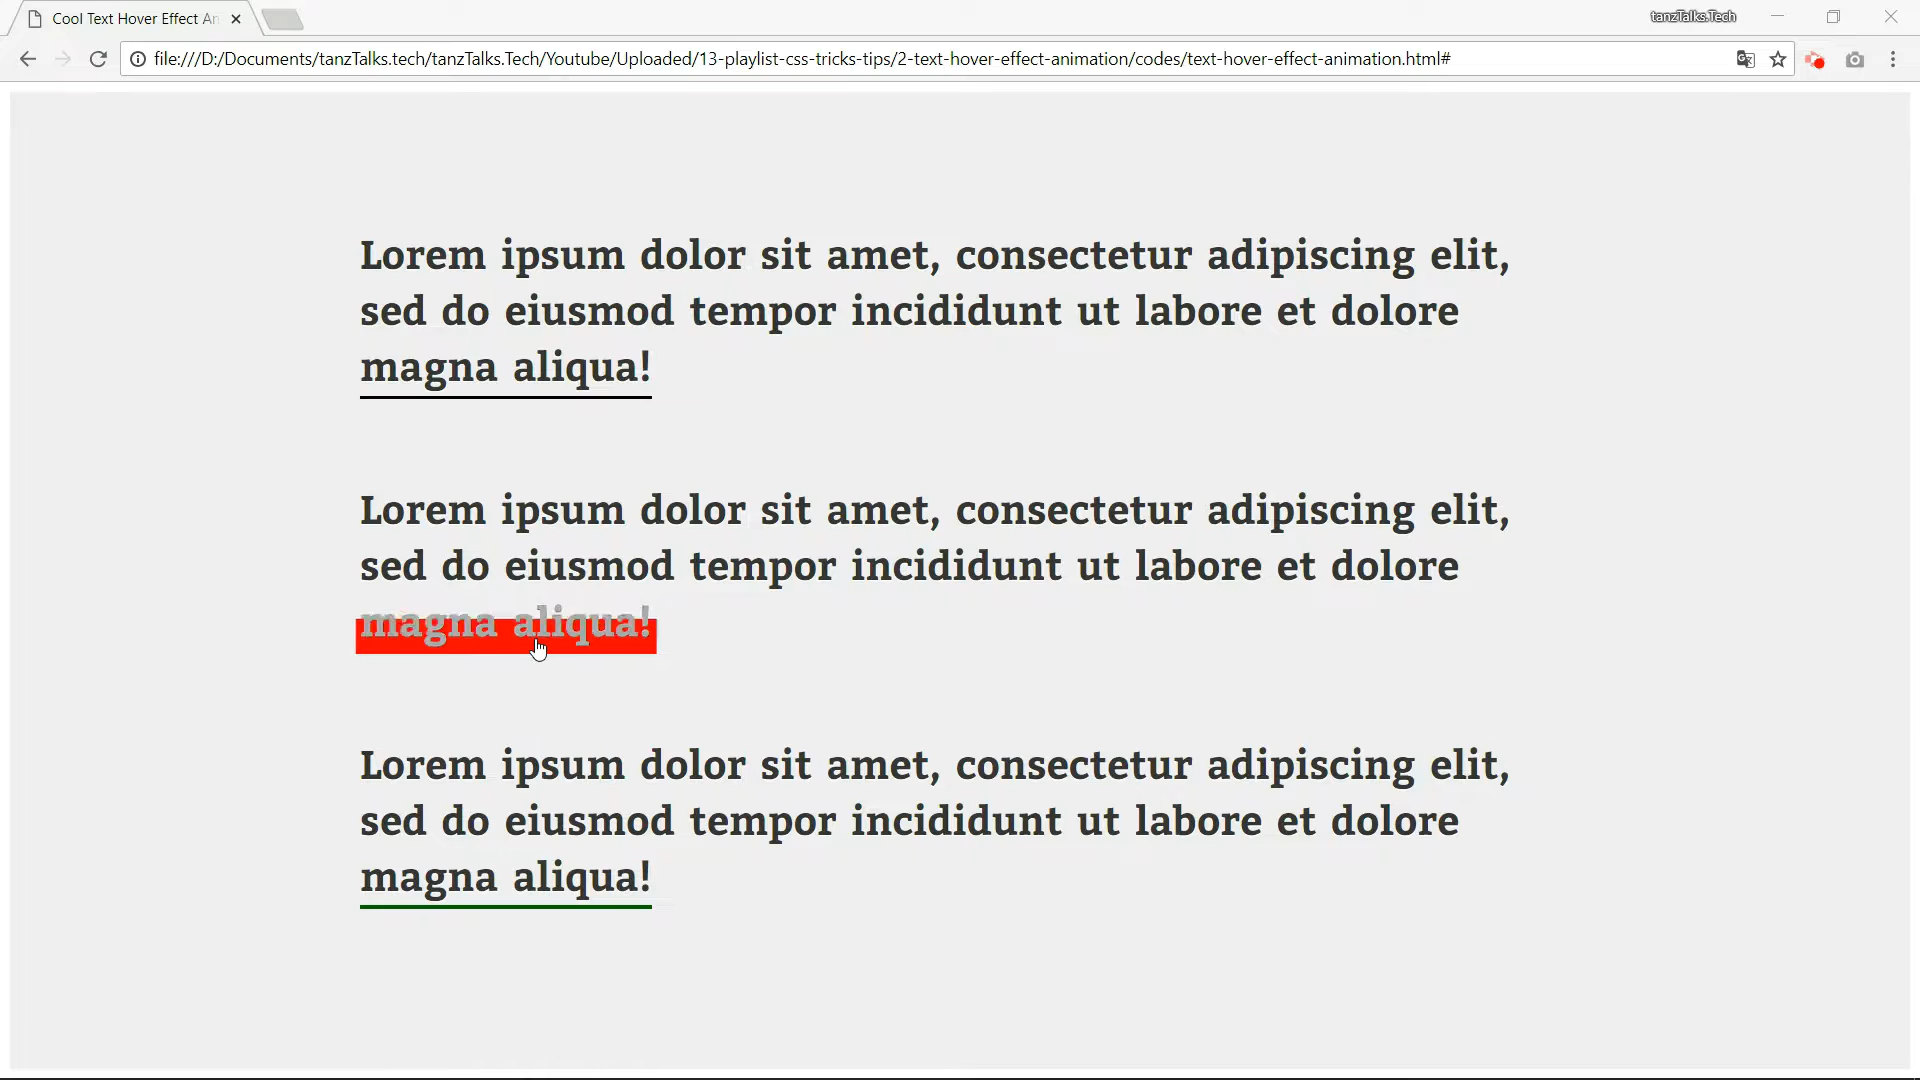 Cool Text Hover Effect An
tanzTalks.Tech
file:///D:/Documents/tanzTalks.tech/tanzTalks.Tech/Youtube/Uploaded/13-playlist-css-tricks-tips/2-text-hover-effect-animation/codes/text-hover-effect-animation.html#
Lorem ipsum dolor sit amet, consectetur adipiscing elit,
sed do eiusmod tempor incididunt ut labore et dolore
magna aliqua!
Lorem ipsum dolor sit amet, consectetur adipiscing elit,
sed do eiusmod tempor incididunt ut labore et dolore
magna aliqua!
Lorem ipsum dolor sit amet, consectetur adipiscing elit,
sed do eiusmod tempor incididunt ut labore et dolore
magna aliqua!